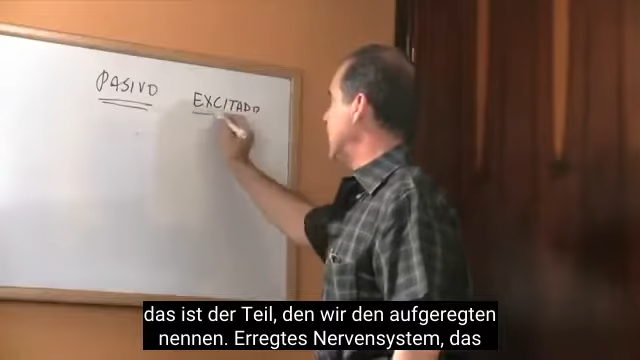 PASIVO
EXCITADO
das ist der Teil, den wir den aufgeregten
nennen. Erregtes Nervensystem, das